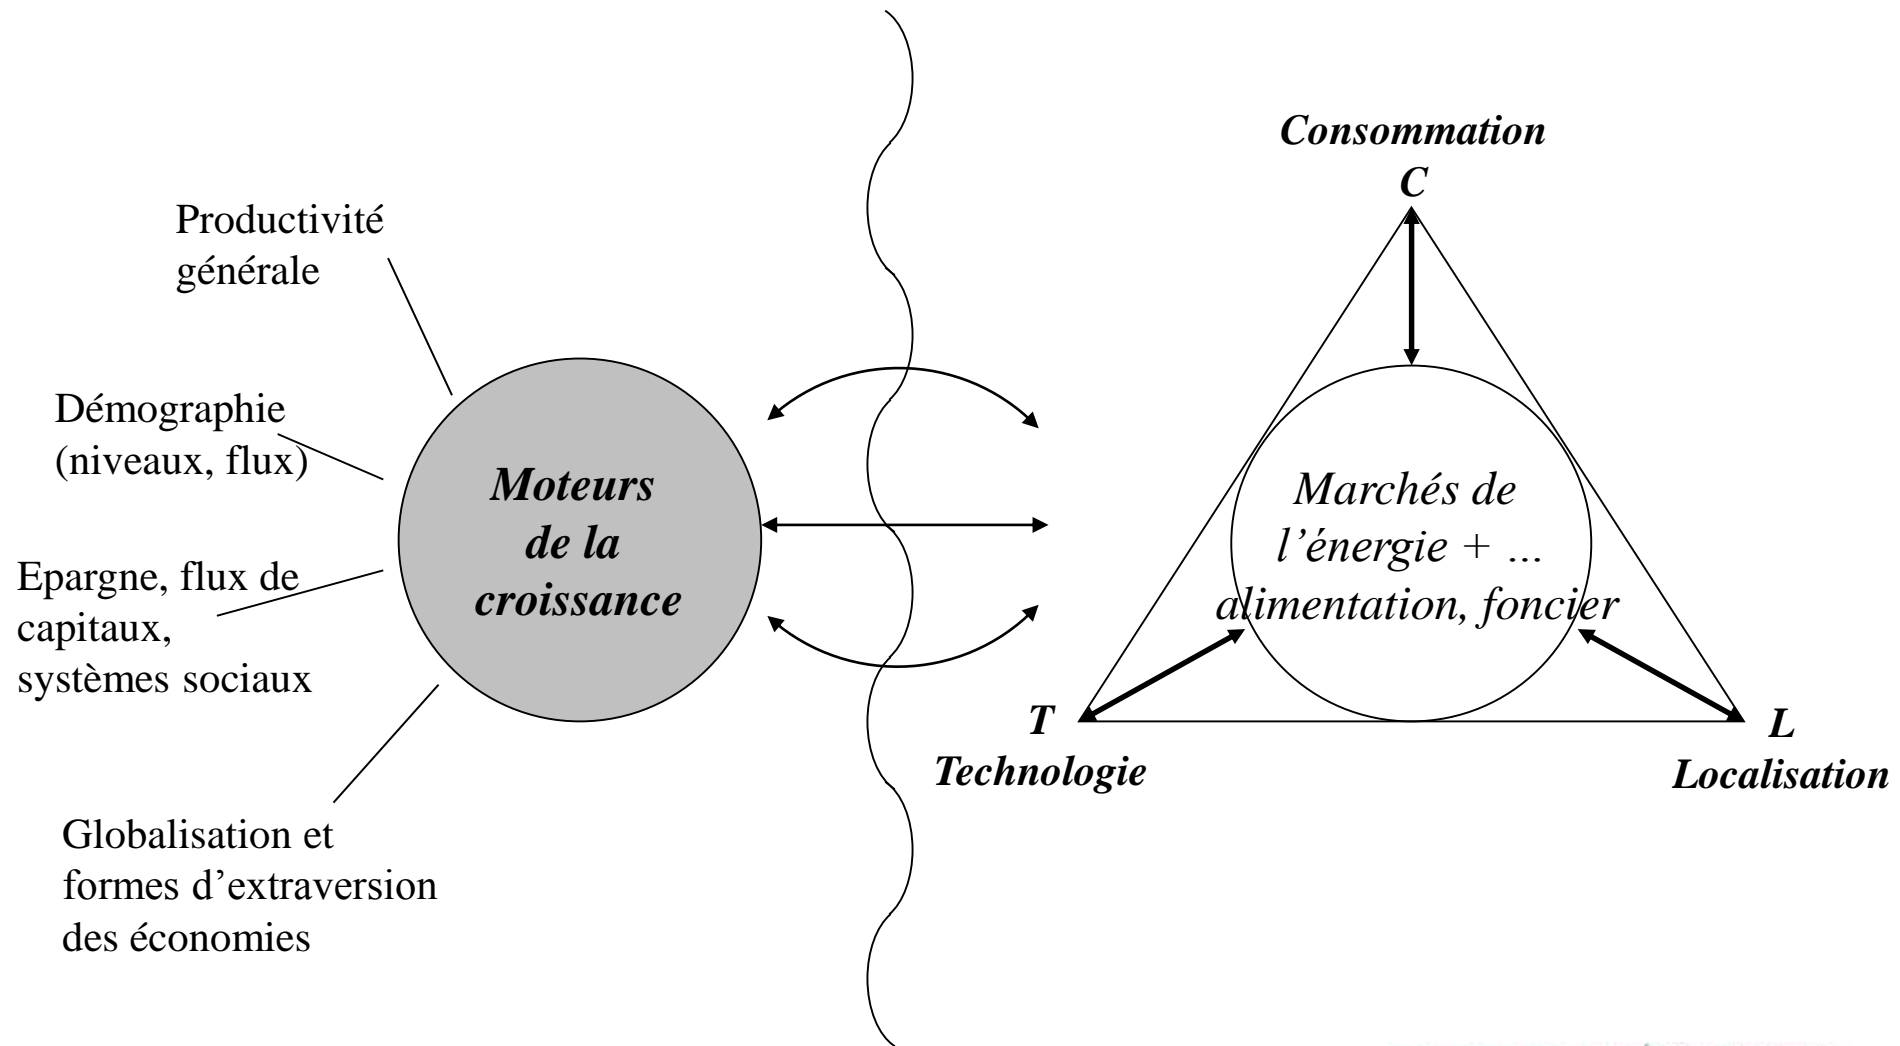 Productivité
générale
Démographie
(niveaux, flux)
Epargne, flux de
capitaux,
systèmes sociaux
Globalisation et
formes d’extraversion
des économies
Moteurs
de la
croissance
Consommation
C
Marchés de
l’énergie + ...
alimentation, foncier
T
Technologie
L
Localisation